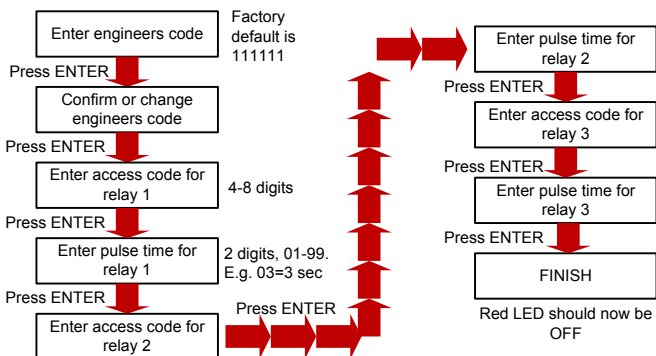 Enter engineers code
Factory
default is
111111
Press ENTER
Confirm or change
engineers code
Press ENTER
Enter access code for
relay 1
4-8 digits
Press ENTER
Enter pulse time for
relay 1
2 digits, 01-99.
E.g. 03=3 sec
Press ENTER
Enter access code for
relay 2
Press ENTER
Enter pulse time for
relay 2
Press ENTER
Enter access code for
relay 3
Press ENTER
Enter pulse time for
relay 3
Press ENTER
FINISH
Red LED should now be
OFF